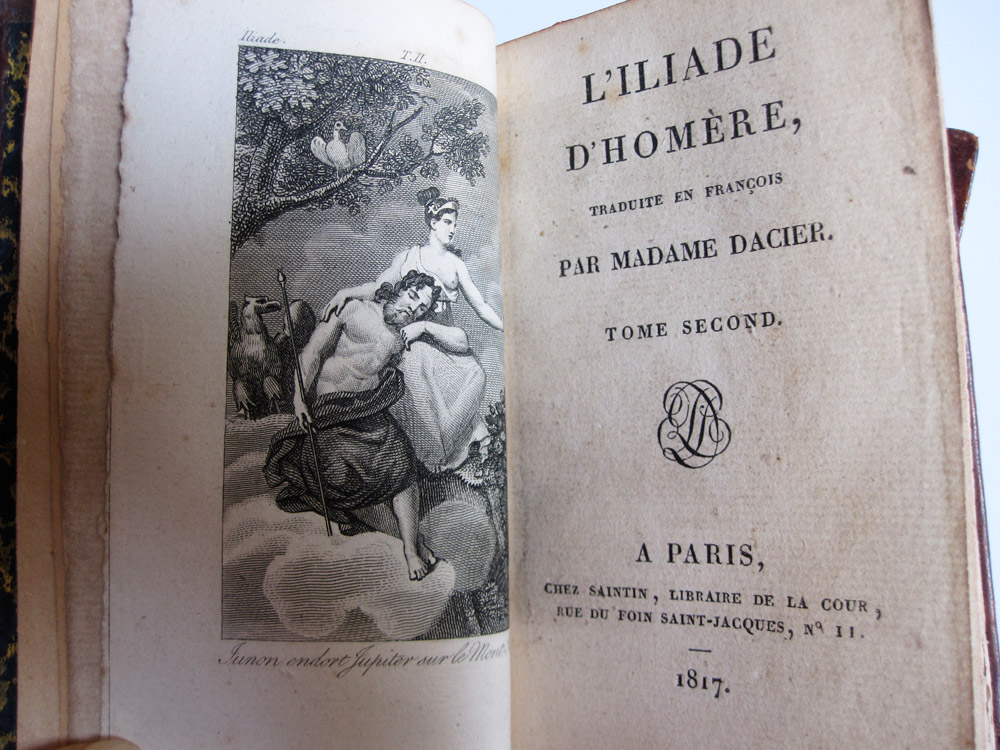 Iliade.
T. II.
Junon endort Jupiter sur le Mont
L'ILIADE
D'HOMÈRE,
TRADUITE EN FRANÇOIS
PAR MADAME DACIER.
TOME SECOND.
A PARIS,
CHEZ SAINTIN, LIBRAIRE DE LA COUR,
RUE DU FOIN SAINT-JACQUES, Nº 11.
1817.